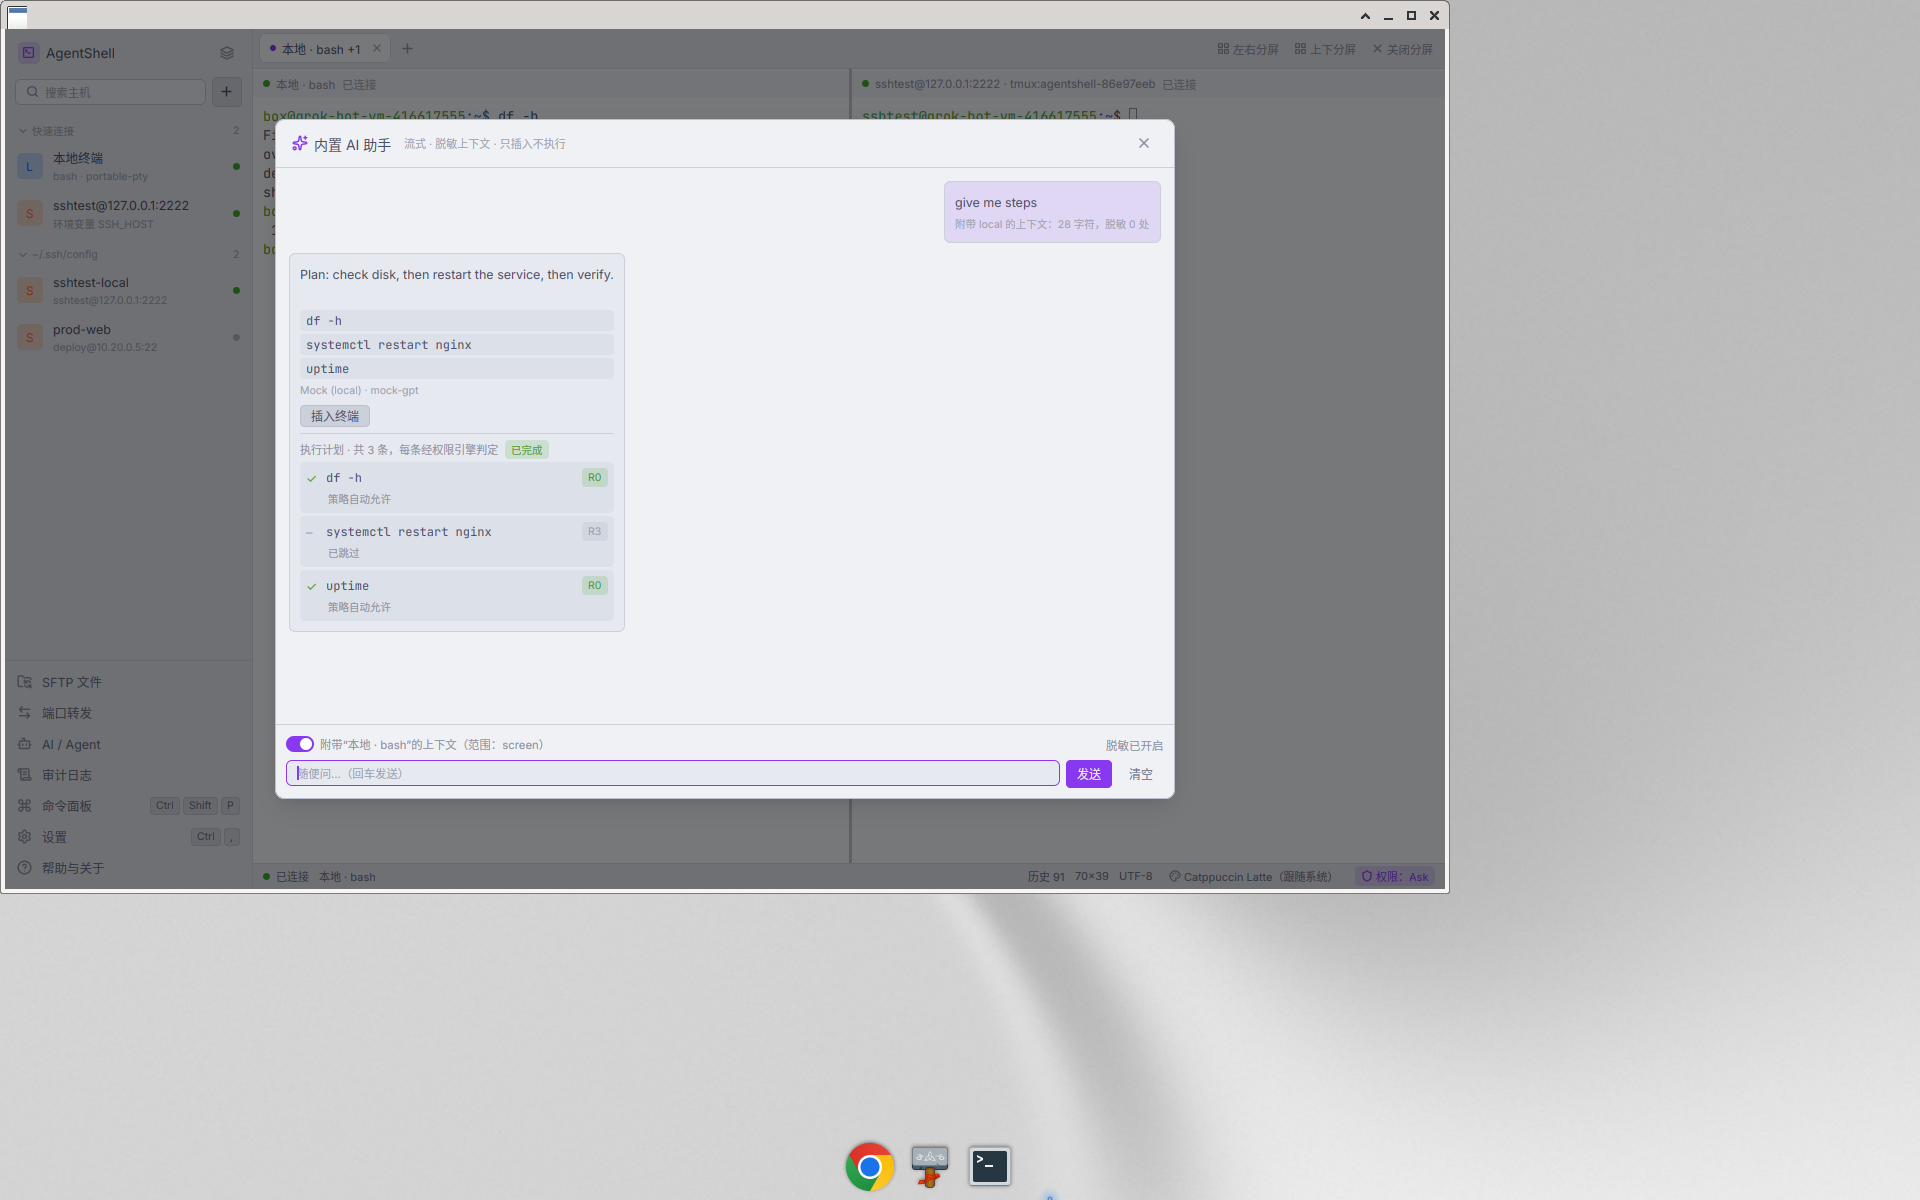 AgentShell
搜索主机
快速连接 2
L 本地终端
bash · portable-pty
S sshtest@127.0.0.1:2222
环境变量 SSH_HOST
~/.ssh/config 2
S sshtest-local
sshtest@127.0.0.1:2222
S prod-web
deploy@10.20.0.5:22
SFTP 文件
端口转发
AI / Agent
审计日志
命令面板 Ctrl Shift P
设置 Ctrl ,
帮助与关于
本地 · bash +1
左右分屏 上下分屏 关闭分屏
本地 · bash 已连接
sshtest@127.0.0.1:2222 · tmux:agentshell-86e97eeb 已连接
box@grok-bot-vm-416617555:~$ df -h
sshtest@grok-bot-vm-416617555:~$
内置 AI 助手 流式 · 脱敏上下文 · 只插入不执行
give me steps
附带 local 的上下文：28 字符，脱敏 0 处
Plan: check disk, then restart the service, then verify.
df -h
systemctl restart nginx
uptime
Mock (local) · mock-gpt
插入终端
执行计划 · 共 3 条，每条经权限引擎判定 已完成
df -h R0
策略自动允许
systemctl restart nginx R3
已跳过
uptime R0
策略自动允许
附带“本地 · bash”的上下文（范围：screen） 脱敏已开启
随便问...（回车发送） 发送 清空
已连接 本地 · bash
历史 91 70×39 UTF-8 Catppuccin Latte（跟随系统） 权限：Ask